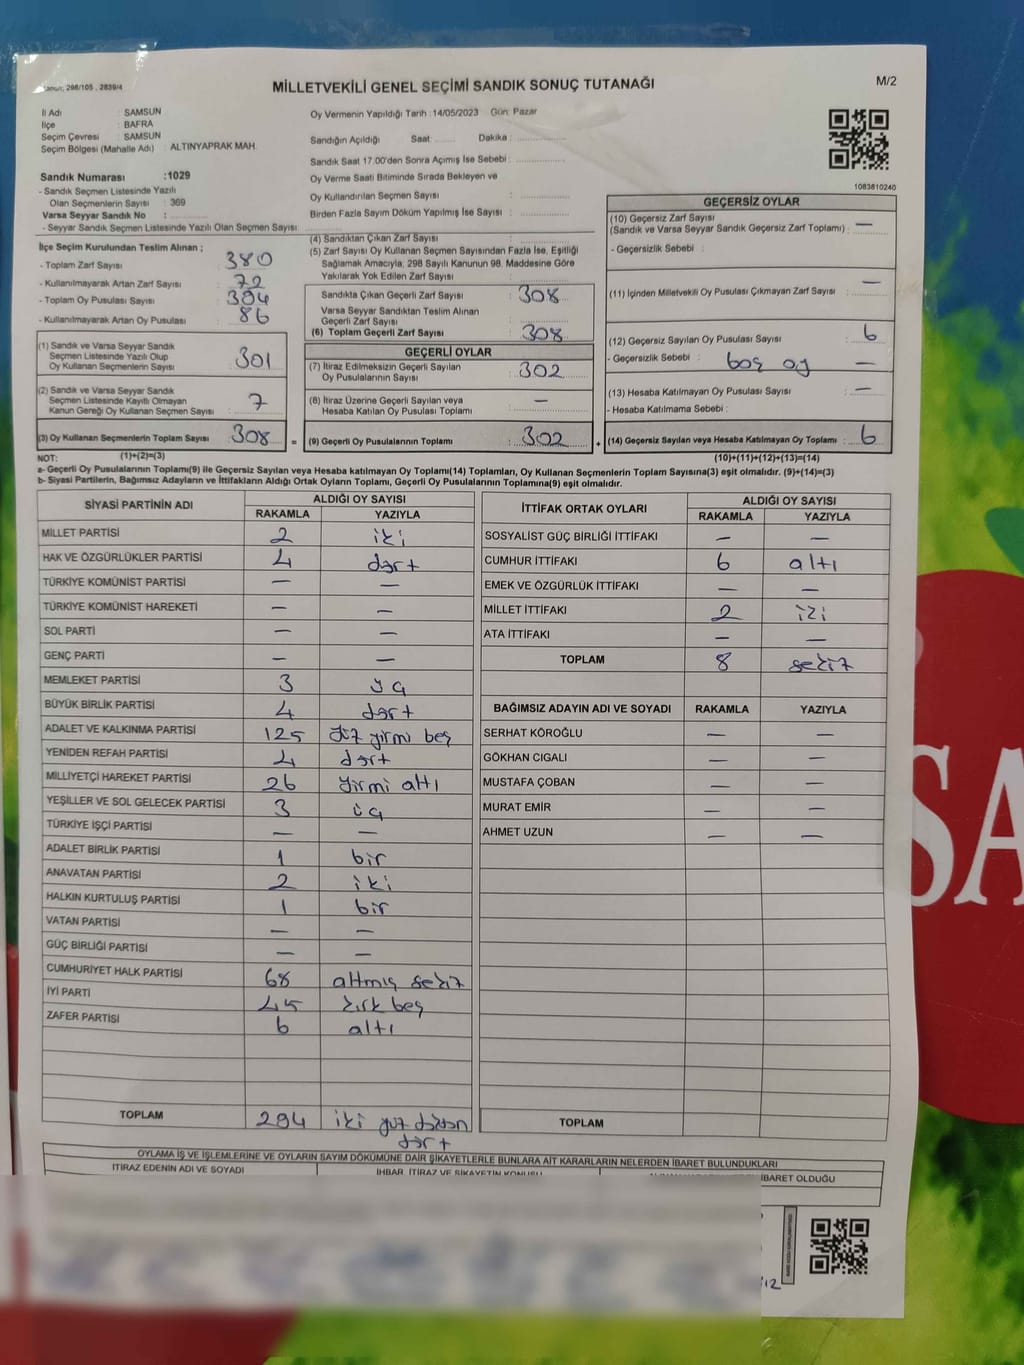 Kanun, 298/105 , 2839/4
MİLLETVEKİLİ GENEL SEÇİMİ SANDIK SONUÇ TUTANAĞI
M/2
İl Adı : SAMSUN
İlçe : BAFRA
Seçim Çevresi : SAMSUN
Seçim Bölgesi (Mahalle Adı) : ALTINYAPRAK MAH.
Sandık Numarası :1029
- Sandık Seçmen Listesinde Yazılı
Olan Seçmenlerin Sayısı : 369
Varsa Seyyar Sandık No :
- Seyyar Sandık Seçmen Listesinde Yazılı Olan Seçmen Sayısı
Oy Vermenin Yapıldığı Tarih :14/05/2023 Gün: Pazar
Sandığın Açıldığı Saat Dakika :
Sandık Saat 17:00'den Sonra Açımış İse Sebebi :
Oy Verme Saati Bitiminde Sırada Bekleyen ve
Oy Kullandırılan Seçmen Sayısı :
Birden Fazla Sayım Döküm Yapılmış İse Sayısı :
1083810240
İlçe Seçim Kurulundan Teslim Alınan ;
- Toplam Zarf Sayısı : 380
- Kullanılmayarak Artan Zarf Sayısı : 72
- Toplam Oy Pusulası Sayısı : 394
- Kullanılmayarak Artan Oy Pusulası : 86
(4) Sandıktan Çıkan Zarf Sayısı :
(5) Zarf Sayısı Oy Kullanan Seçmen Sayısından Fazla İse, Eşitliği
Sağlamak Amacıyla, 298 Sayılı Kanunun 98. Maddesine Göre
Yakılarak Yok Edilen Zarf Sayısı :
Sandıkta Çıkan Geçerli Zarf Sayısı : 308
Varsa Seyyar Sandıktan Teslim Alınan
Geçerli Zarf Sayısı :
(6) Toplam Geçerli Zarf Sayısı : 308
GEÇERSİZ OYLAR
(10) Geçersiz Zarf Sayısı
(Sandık ve Varsa Seyyar Sandık Geçersiz Zarf Toplamı) : —
- Geçersizlik Sebebi :
(11) İçinden Milletvekili Oy Pusulası Çıkmayan Zarf Sayısı : —
(12) Geçersiz Sayılan Oy Pusulası Sayısı : 6
- Geçersizlik Sebebi : boş oy —
(13) Hesaba Katılmayan Oy Pusulası Sayısı : —
- Hesaba Katılmama Sebebi :
(14) Geçersiz Sayılan veya Hesaba Katılmayan Oy Toplamı : 6
(10)+(11)+(12)+(13)=(14)
(1) Sandık ve Varsa Seyyar Sandık
Seçmen Listesinde Yazılı Olup
Oy Kullanan Seçmenlerin Sayısı : 301
(2) Sandık ve Varsa Seyyar Sandık
Seçmen Listesinde Kayıtlı Olmayan
Kanun Gereği Oy Kullanan Seçmen Sayısı : 7
(3) Oy Kullanan Seçmenlerin Toplam Sayısı : 308 =
(1)+(2)=(3)
GEÇERLİ OYLAR
(7) İtiraz Edilmeksizin Geçerli Sayılan
Oy Pusulalarının Sayısı : 302
(8) İtiraz Üzerine Geçerli Sayılan veya
Hesaba Katılan Oy Pusulası Toplamı : —
(9) Geçerli Oy Pusulalarının Toplamı : 302 +
NOT:
a- Geçerli Oy Pusulalarının Toplamı(9) ile Geçersiz Sayılan veya Hesaba katılmayan Oy Toplamı(14) Toplamları, Oy Kullanan Seçmenlerin Toplam Sayısına(3) eşit olmalıdır. (9)+(14)=(3)
b- Siyasi Partilerin, Bağımsız Adayların ve İttifakların Aldığı Ortak Oyların Toplamı, Geçerli Oy Pusulalarının Toplamına(9) eşit olmalıdır.
SİYASİ PARTİNİN ADI ALDIĞI OY SAYISI
RAKAMLA YAZIYLA
MİLLET PARTİSİ 2 iki
HAK VE ÖZGÜRLÜKLER PARTİSİ 4 dört
TÜRKİYE KOMÜNİST PARTİSİ — —
TÜRKİYE KOMÜNİST HAREKETİ — —
SOL PARTİ — —
GENÇ PARTİ — —
MEMLEKET PARTİSİ 3 üç
BÜYÜK BİRLİK PARTİSİ 4 dört
ADALET VE KALKINMA PARTİSİ 125 yüz yirmi beş
YENİDEN REFAH PARTİSİ 4 dört
MİLLİYETÇİ HAREKET PARTİSİ 26 yirmi altı
YEŞİLLER VE SOL GELECEK PARTİSİ 3 üç
TÜRKİYE İŞÇİ PARTİSİ — —
ADALET BİRLİK PARTİSİ 1 bir
ANAVATAN PARTİSİ 2 iki
HALKIN KURTULUŞ PARTİSİ 1 bir
VATAN PARTİSİ — —
GÜÇ BİRLİĞİ PARTİSİ — —
CUMHURİYET HALK PARTİSİ 68 altmış sekiz
İYİ PARTİ 45 kırk beş
ZAFER PARTİSİ 6 altı
TOPLAM 294 iki yüz doksan
dört
İTTİFAK ORTAK OYLARI ALDIĞI OY SAYISI
RAKAMLA YAZIYLA
SOSYALİST GÜÇ BİRLİĞİ İTTİFAKI — —
CUMHUR İTTİFAKI 6 altı
EMEK VE ÖZGÜRLÜK İTTİFAKI — —
MİLLET İTTİFAKI 2 iki
ATA İTTİFAKI — —
TOPLAM 8 sekiz
BAĞIMSIZ ADAYIN ADI VE SOYADI RAKAMLA YAZIYLA
SERHAT KÖROĞLU — —
GÖKHAN CIGALI — —
MUSTAFA ÇOBAN — —
MURAT EMİR — —
AHMET UZUN — —
TOPLAM
OYLAMA İŞ VE İŞLEMLERİNE VE OYLARIN SAYIM DÖKÜMÜNE DAİR ŞİKAYETLERLE BUNLARA AİT KARARLARIN NELERDEN İBARET BULUNDUKLARI
İTİRAZ EDENİN ADI VE SOYADI
İHBAR, İTİRAZ VE ŞİKAYETİN KONUSU
İBARET OLDUĞU
SA